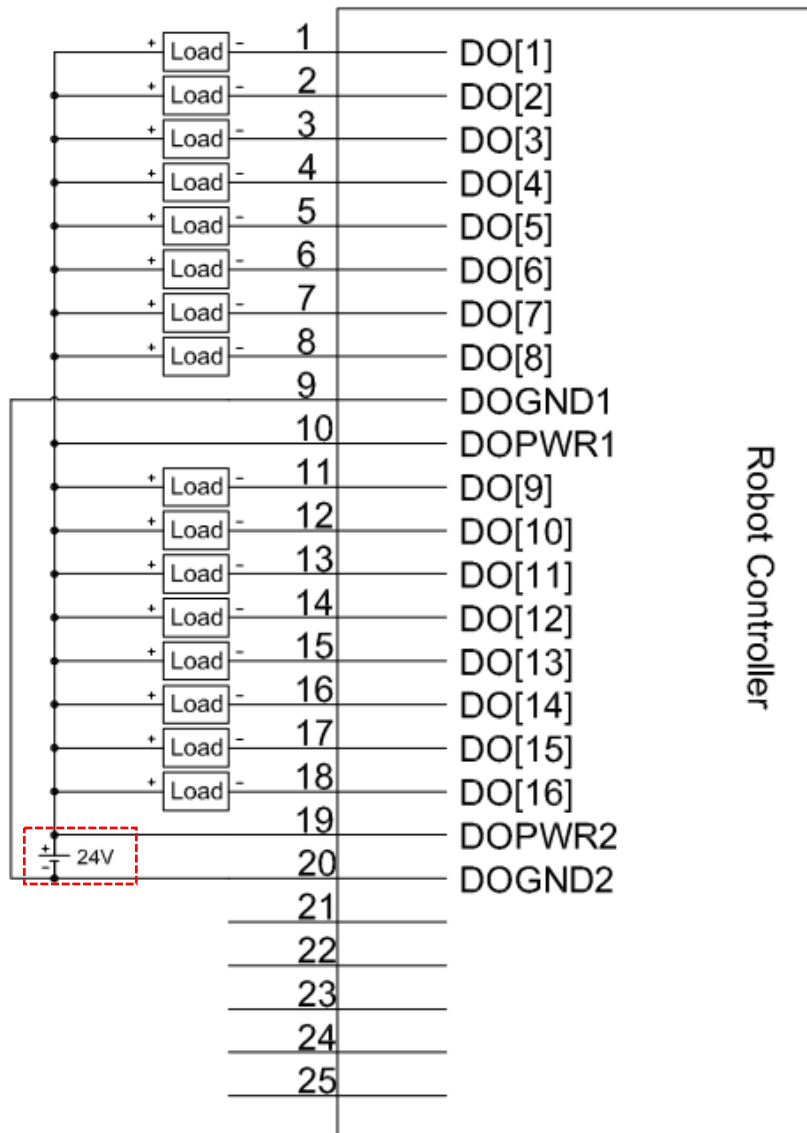 + Load - 1 DO[1]
+ Load - 2 DO[2]
+ Load - 3 DO[3]
+ Load - 4 DO[4]
+ Load - 5 DO[5]
+ Load - 6 DO[6]
+ Load - 7 DO[7]
+ Load - 8 DO[8]
9 DOGND1
10 DOPWR1
+ Load - 11 DO[9]
+ Load - 12 DO[10]
+ Load - 13 DO[11]
+ Load - 14 DO[12]
+ Load - 15 DO[13]
+ Load - 16 DO[14]
+ Load - 17 DO[15]
+ Load - 18 DO[16]
19 DOPWR2
+ - 24V
20 DOGND2
21
22
23
24
25
Robot Controller